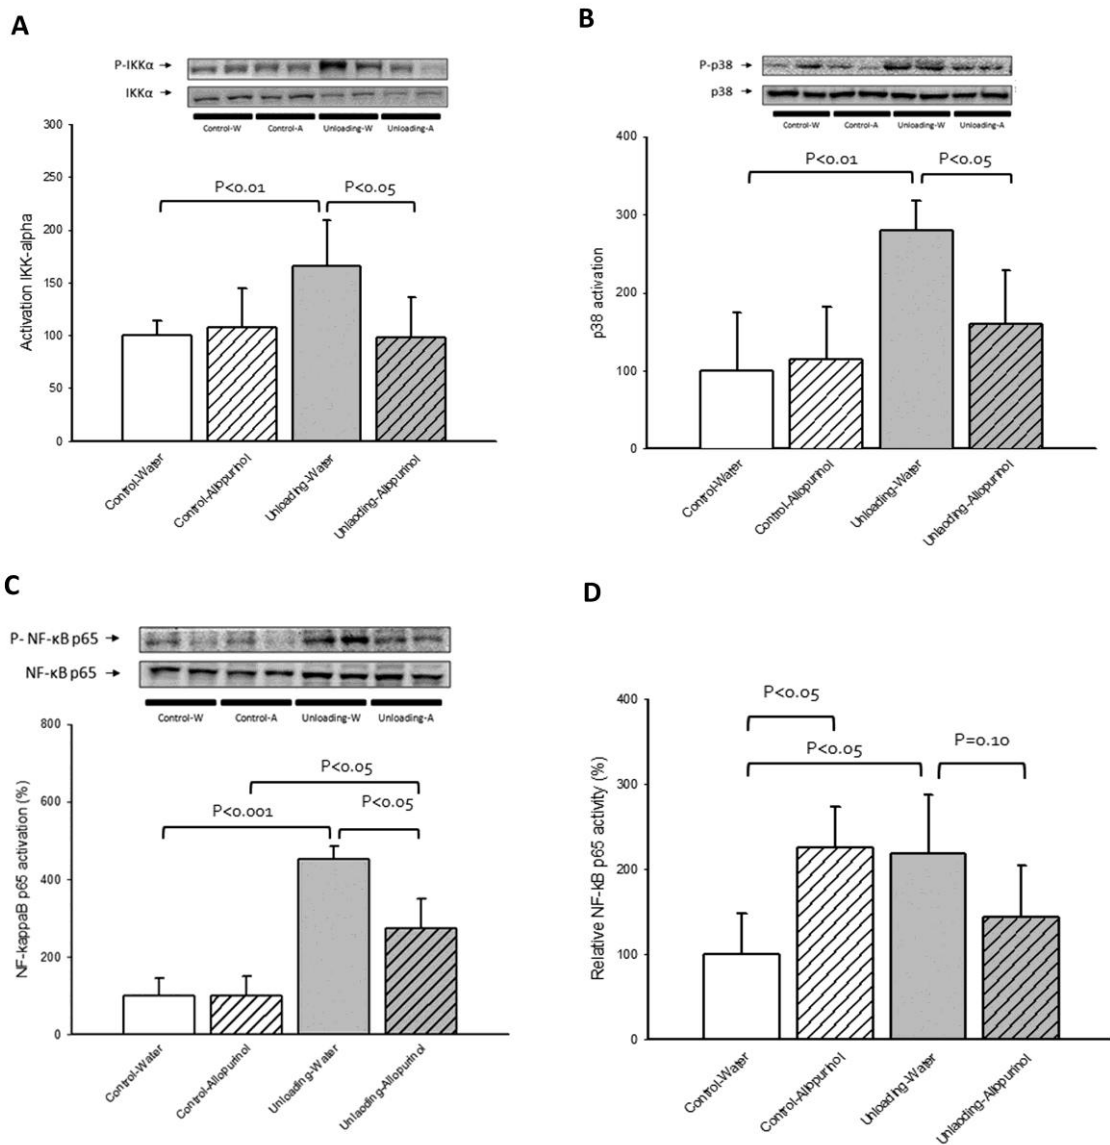 A
P-IKKα
IKKα
Control-W Control-A Unloading-W Unloading-A
300
250
200
150
100
50
0
Activation IKK-alpha
P<0.01
P<0.05
Control-Water
Control-Allopurinol
Unloading-Water
Unlaoding-Allopurinol
B
P-p38
p38
Control-W Control-A Unloading-W Unloading-A
400
300
200
100
0
p38 activation
P<0.01
P<0.05
Control-Water
Control-Allopurinol
Unloading-Water
Unlaoding-Allopurinol
C
P- NF-κB p65
NF-κB p65
Control-W Control-A Unloading-W Unloading-A
800
600
400
200
0
NF-kappaB p65 activation (%)
P<0.05
P<0.001
P<0.05
Control-Water
Control-Allopurinol
Unloading-Water
Unlaoding-Allopurinol
D
400
300
200
100
0
Relative NF-kB p65 activity (%)
P<0.05
P<0.05
P=0.10
Control-Water
Control-Allopurinol
Unloading-Water
Unlaoding-Allopurinol